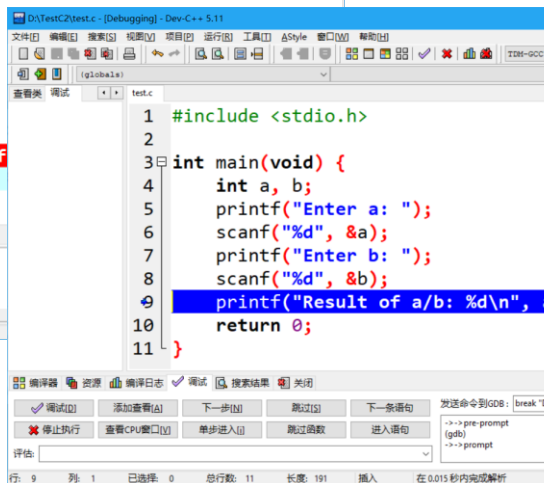 D:\TestC2\test.c - [Debugging] - Dev-C++ 5.11
文件[F] 编辑[E] 搜索[S] 视图[V] 项目[P] 运行[R] 工具[T] AStyle 窗口[W] 帮助[H]
TDM-GCC
(globals)
查看类 调试 test.c
1 #include <stdio.h>
2
3 int main(void) {
4 int a, b;
5 printf("Enter a: ");
6 scanf("%d", &a);
7 printf("Enter b: ");
8 scanf("%d", &b);
9 printf("Result of a/b: %d\n",
10 return 0;
11 }
编译器 资源 编译日志 调试 搜索结果 关闭
调试[D] 添加查看[A] 下一步[N] 跳过[S] 下一条语句 发送命令到GDB: break "
停止执行 查看CPU窗口[V] 单步进入[i] 跳过函数 进入语句
->->pre-prompt
(gdb)
->->prompt
评估:
行: 9 列: 1 已选择: 0 总行数: 11 长度: 191 插入 在 0.015 秒内完成解析